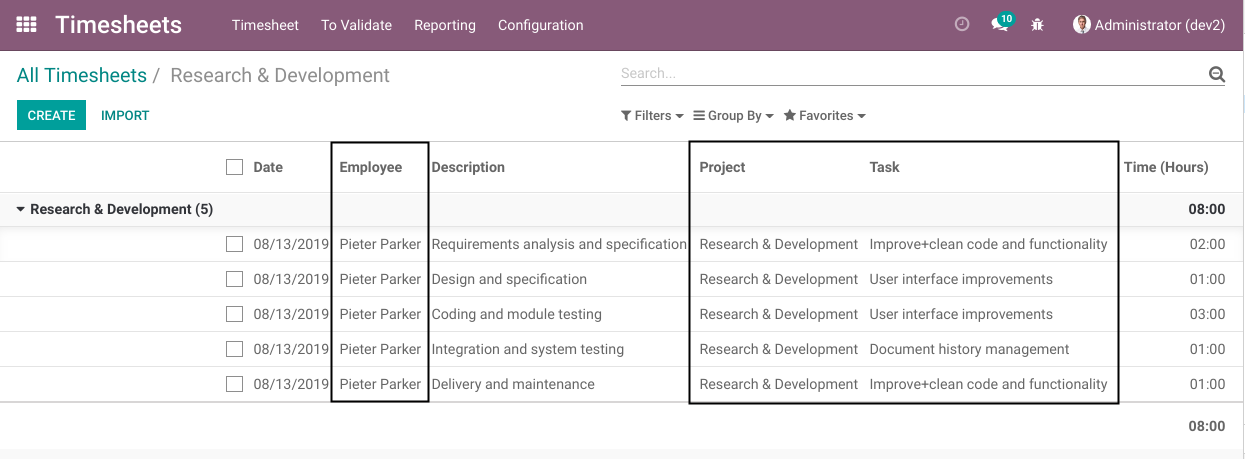 Timesheets Timesheet To Validate Reporting Configuration 10 Administrator (dev2)
All Timesheets / Research & Development Search...
CREATE IMPORT Filters Group By Favorites
Date Employee Description Project Task Time (Hours)
Research & Development (5) 08:00
08/13/2019 Pieter Parker Requirements analysis and specification Research & Development Improve+clean code and functionality 02:00
08/13/2019 Pieter Parker Design and specification Research & Development User interface improvements 01:00
08/13/2019 Pieter Parker Coding and module testing Research & Development User interface improvements 03:00
08/13/2019 Pieter Parker Integration and system testing Research & Development Document history management 01:00
08/13/2019 Pieter Parker Delivery and maintenance Research & Development Improve+clean code and functionality 01:00
08:00